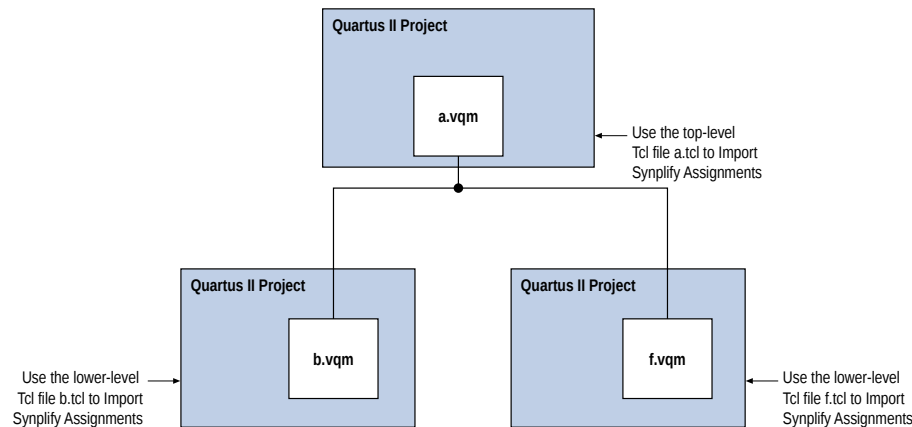 Quartus II Project
a.vqm
Use the top-level
Tcl file a.tcl to Import
Synplify Assignments
Quartus II Project
b.vqm
Use the lower-level
Tcl file b.tcl to Import
Synplify Assignments
Quartus II Project
f.vqm
Use the lower-level
Tcl file f.tcl to Import
Synplify Assignments